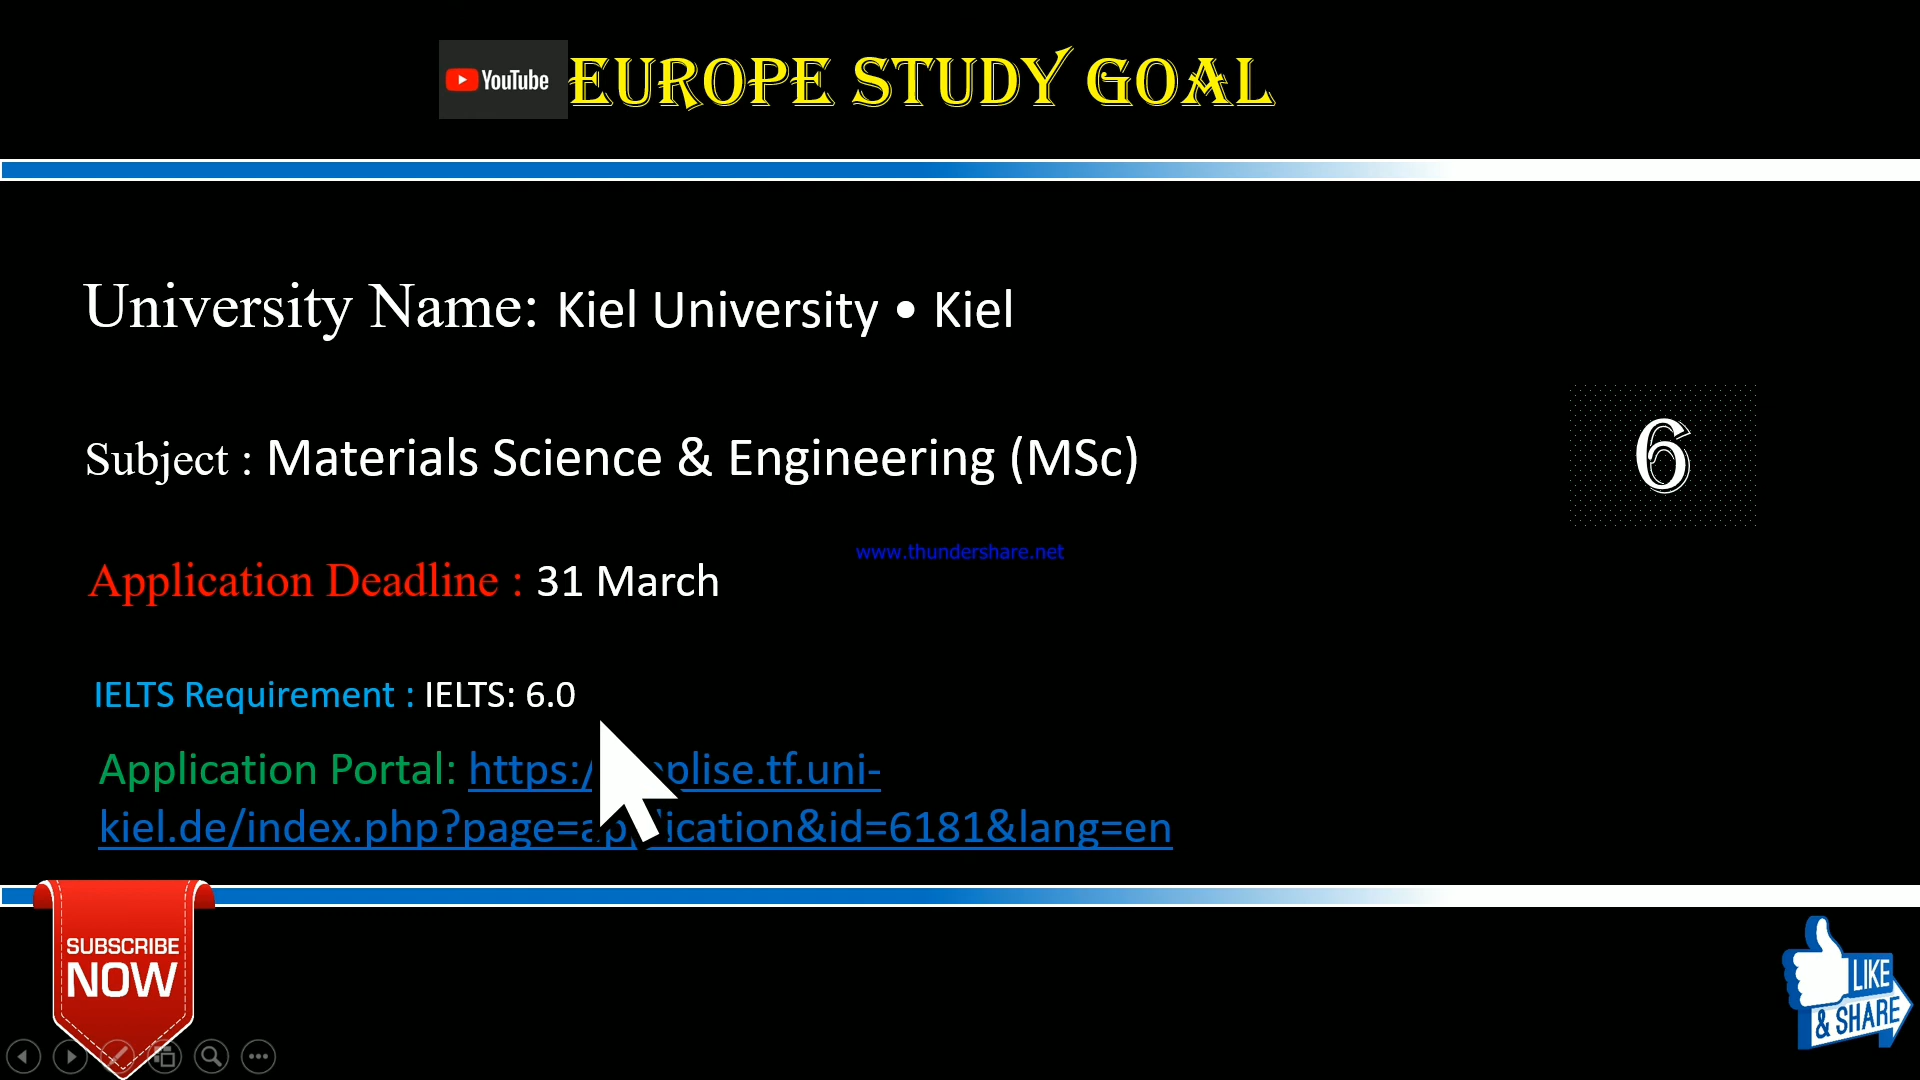 YouTube EUROPE STUDY GOAL
University Name: Kiel University • Kiel
Subject : Materials Science & Engineering (MSc)
6
www.thundershare.net
Application Deadline : 31 March
IELTS Requirement : IELTS: 6.0
Application Portal: https:/ plise.tf.uni-
kiel.de/index.php?page=application&id=6181&lang=en
SUBSCRIBE
NOW
LIKE
& SHARE